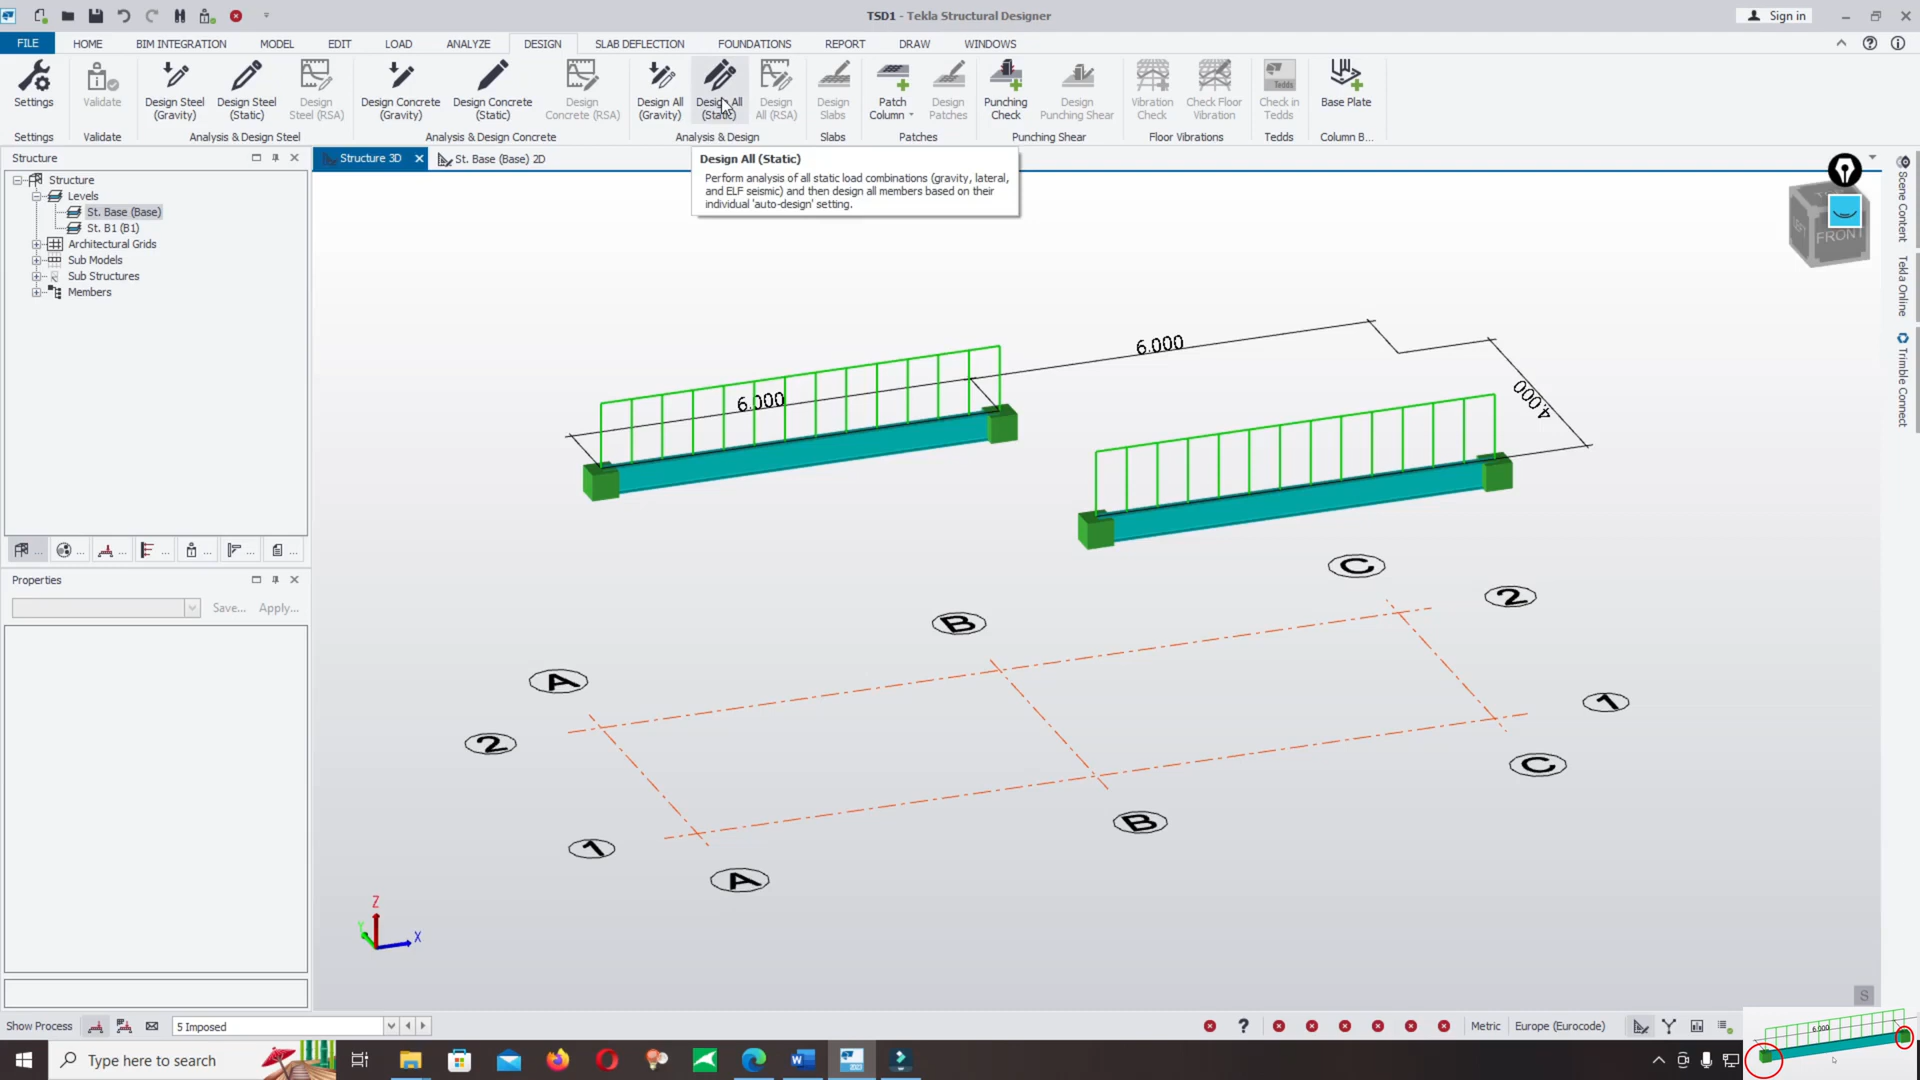 TSD1 - Tekla Structural Designer
Sign in
FILE HOME BIM INTEGRATION MODEL EDIT LOAD ANALYZE DESIGN SLAB DEFLECTION FOUNDATIONS REPORT DRAW WINDOWS
Settings
Settings
Validate
Validate
Design Steel (Gravity)
Design Steel (Static)
Design Steel (RSA)
Analysis & Design Steel
Design Concrete (Gravity)
Design Concrete (Static)
Design Concrete (RSA)
Analysis & Design Concrete
Design All (Gravity)
Design All (Static)
Design All (RSA)
Analysis & Design
Design Slabs
Slabs
Patch Column
Design Patches
Patches
Punching Check
Design Punching Shear
Punching Shear
Vibration Check
Check Floor Vibration
Floor Vibrations
Check in Tedds
Tedds
Tedds
Base Plate
Column B...
Structure
Structure
Levels
St. Base (Base)
St. B1 (B1)
Architectural Grids
Sub Models
Sub Structures
Members
Structure 3D
St. Base (Base) 2D
Design All (Static)
Perform analysis of all static load combinations (gravity, lateral,
and ELF seismic) and then design all members based on their
individual 'auto-design' setting.
LEFT
FRONT
Scene Content
Tekla Online
Trimble Connect
6.000
6.000
4.000
A
B
C
2
2
1
1
A
B
C
Z
Y
X
Properties
Save... Apply...
S
Show Process
5 Imposed
Metric
Europe (Eurocode)
6.000
Type here to search